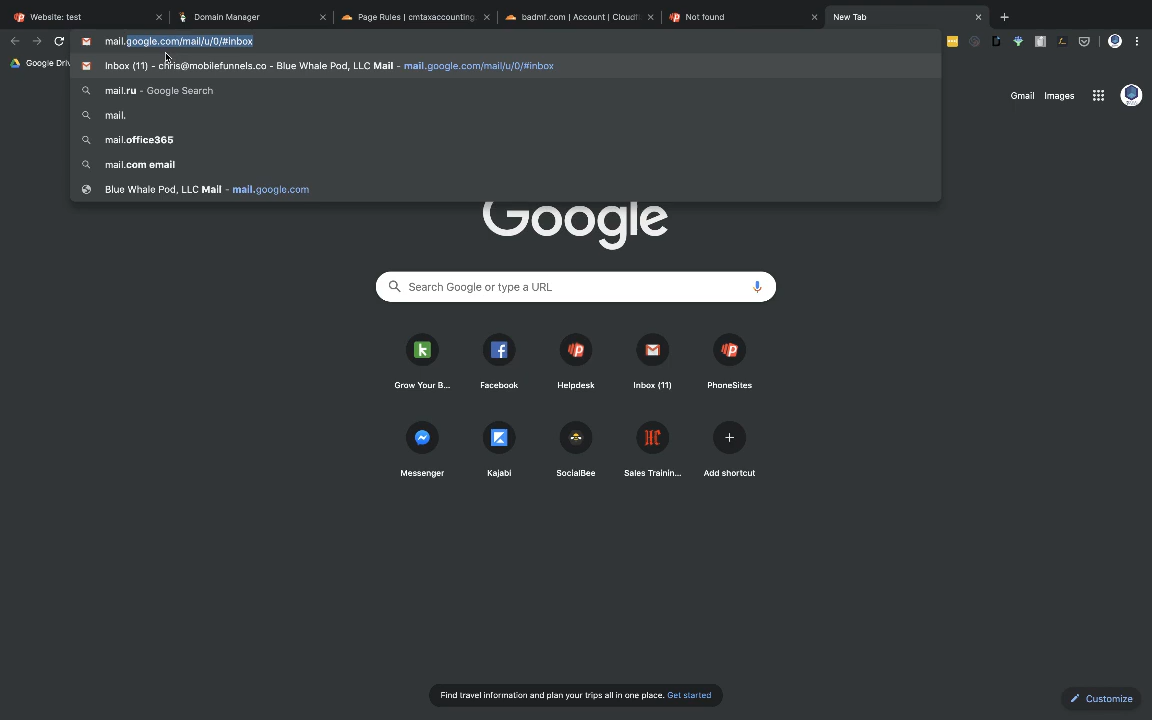 Website: test
Domain Manager
Page Rules | cmtaxaccounting.
badmf.com | Account | Cloudfl
Not found
New Tab
mail.google.com/mail/u/0/#inbox
Google Driv
Inbox (11) - chris@mobilefunnels.co - Blue Whale Pod, LLC Mail - mail.google.com/mail/u/0/#inbox
mail.ru - Google Search
mail.
mail.office365
mail.com email
Blue Whale Pod, LLC Mail - mail.google.com
Gmail Images
Google
Search Google or type a URL
Grow Your B... Facebook Helpdesk Inbox (11) PhoneSites
Messenger Kajabi SocialBee Sales Trainin... Add shortcut
Find travel information and plan your trips all in one place. Get started
Customize